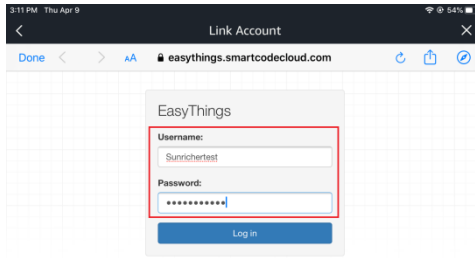 3:11 PM Thu Apr 9 54%
Link Account
Done AA easythings.smartcodecloud.com
EasyThings
Username:
Sunrichertest
Password:
•••••••••••
Log in